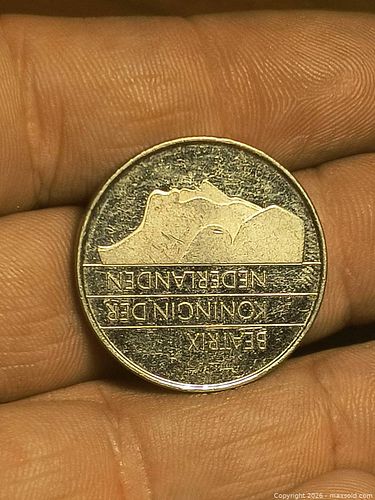 BEATRIX
KONINGIN DER
NEDERLANDEN
Copyright 2026 - maxsold.com